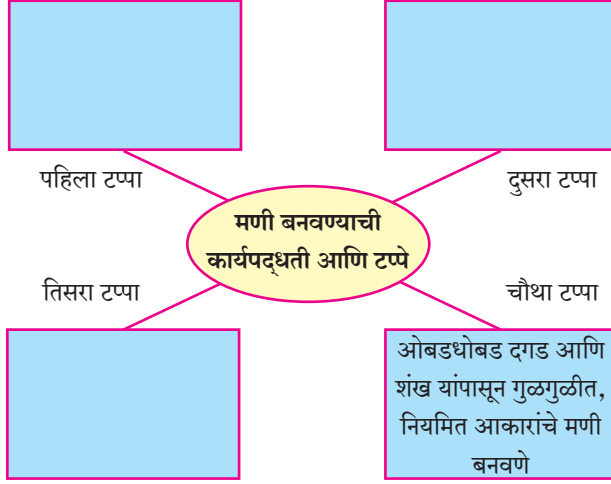 पहिला टप्पा
दुसरा टप्पा
मणी बनवण्याची
कार्यपद्धती आणि टप्पे
तिसरा टप्पा
चौथा टप्पा
ओबडधोबड दगड आणि
शंख यांपासून गुळगुळीत,
नियमित आकारांचे मणी
बनवणे